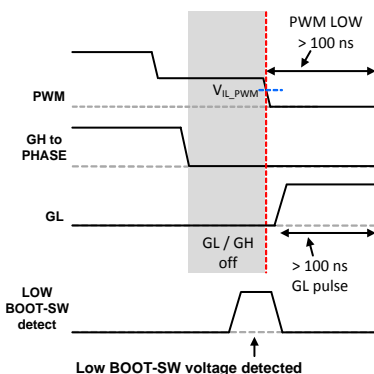 PWM LOW
> 100 ns
VIL_PWM
PWM
GH to
PHASE
GL
GL / GH
off
> 100 ns
GL pulse
LOW
BOOT-SW
detect
Low BOOT-SW voltage detected